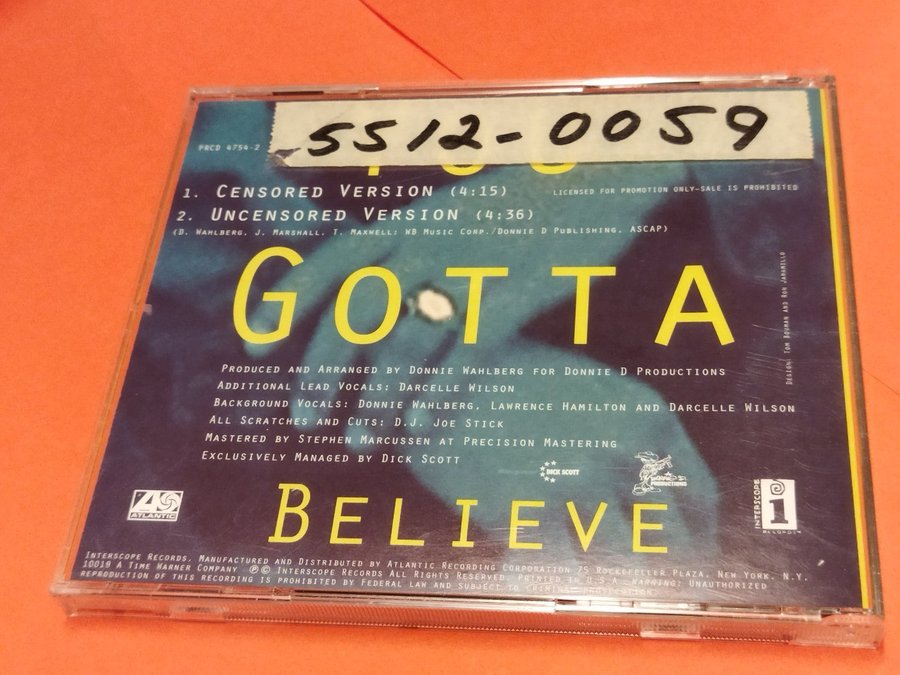 5512-0059
PRCD 4754-2
1. CENSORED VERSION (4:15)
LICENSED FOR PROMOTION ONLY-SALE IS PROHIBITED
2. UNCENSORED VERSION (4:36)
(D. WAHLBERG, J. MARSHALL, T. MAXWELL; WB MUSIC CORP./DONNIE D PUBLISHING, ASCAP)
GOTTA
DESIGN: TOM BOUMAN AND RON JARAMILLO
PRODUCED AND ARRANGED BY DONNIE WAHLBERG FOR DONNIE D PRODUCTIONS
ADDITIONAL LEAD VOCALS: DARCELLE WILSON
BACKGROUND VOCALS: DONNIE WAHLBERG, LAWRENCE HAMILTON AND DARCELLE WILSON
ALL SCRATCHES AND CUTS: D.J. JOE STICK
MASTERED BY STEPHEN MARCUSSEN AT PRECISION MASTERING
EXCLUSIVELY MANAGED BY DICK SCOTT
DICK SCOTT
PRODUCTIONS
ATLANTIC
BELIEVE
INTERSCOPE
RECORDS
INTERSCOPE RECORDS. MANUFACTURED AND DISTRIBUTED BY ATLANTIC RECORDING CORPORATION 75 ROCKEFELLER PLAZA, NEW YORK, N.Y.
10019 A TIME WARNER COMPANY ℗© INTERSCOPE RECORDS ALL RIGHTS RESERVED. PRINTED IN U.S.A. WARNING: UNAUTHORIZED
REPRODUCTION OF THIS RECORDING IS PROHIBITED BY FEDERAL LAW AND SUBJECT TO CRIMINAL PROSECUTION.